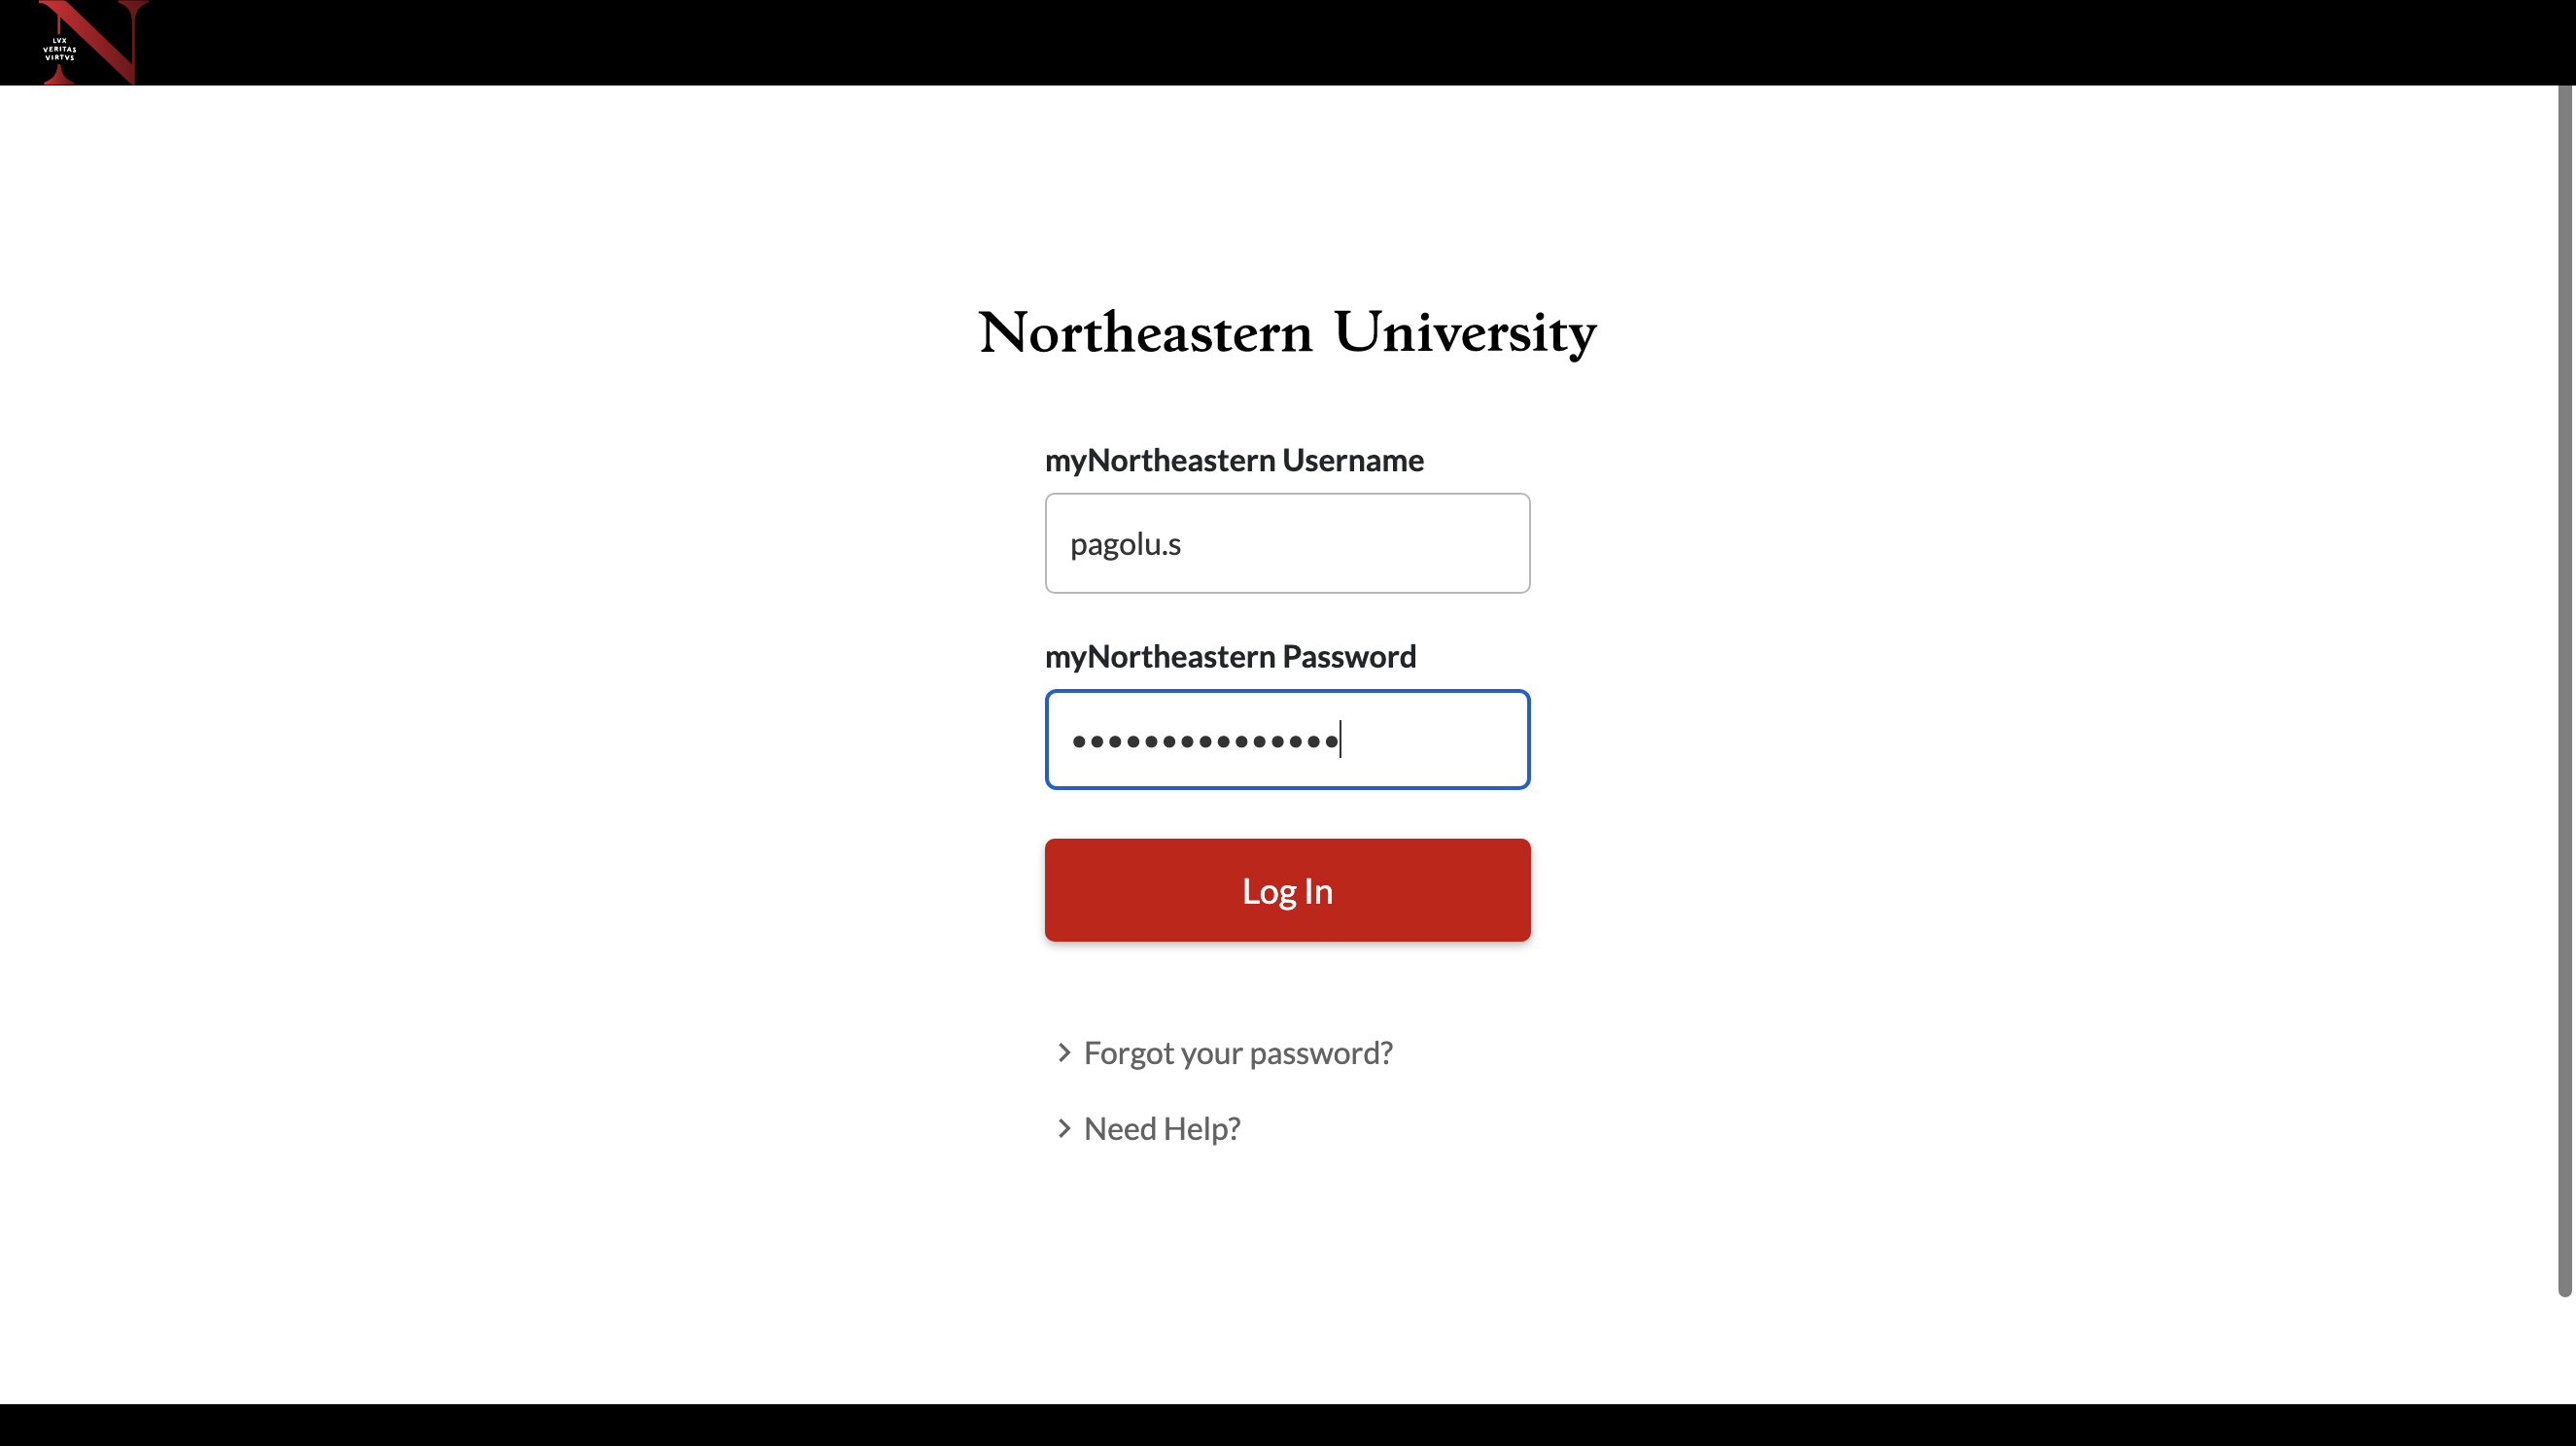 LVX
VERITAS
VIRTVS
Northeastern University
myNortheastern Username
pagolu.s
myNortheastern Password
•••••••••••••••
Log In
Forgot your password?
Need Help?